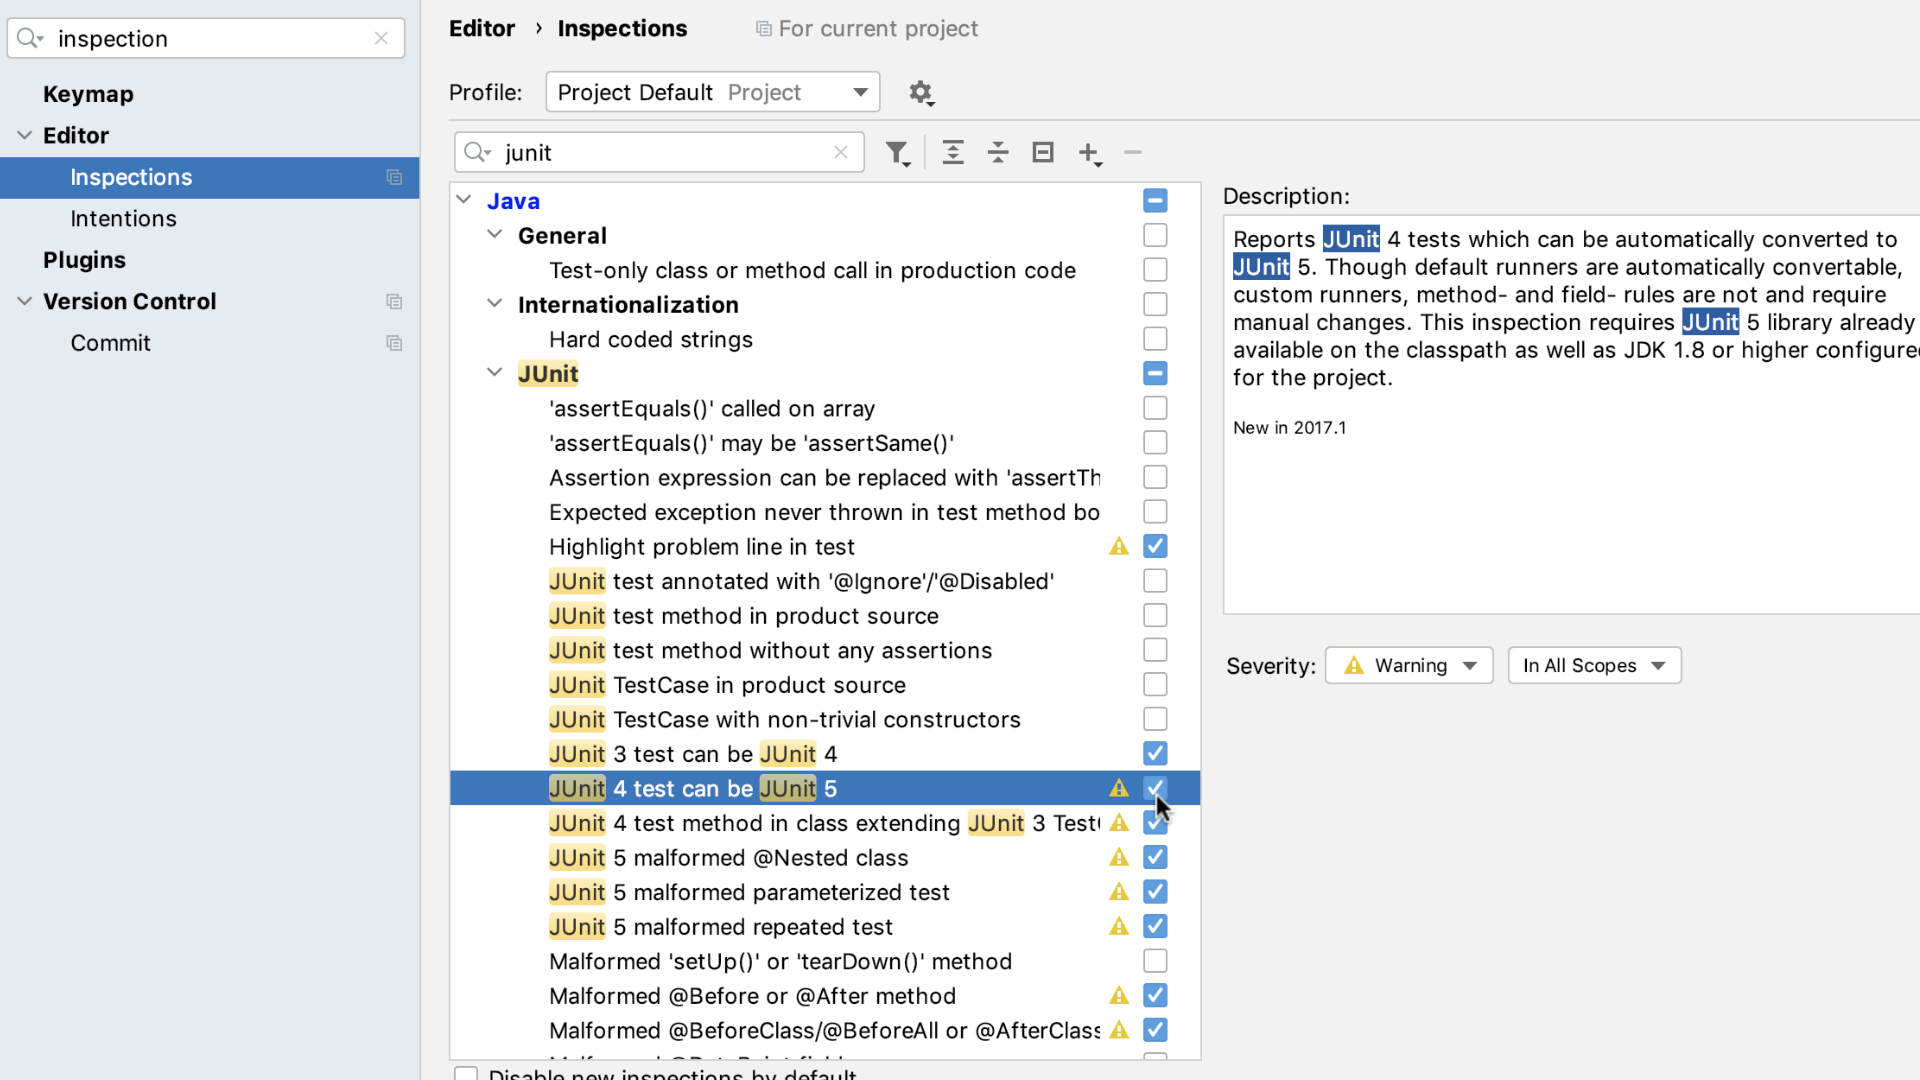 inspection
Keymap
Editor
Inspections
Intentions
Plugins
Version Control
Commit
Editor › Inspections For current project
Profile: Project Default Project
junit
Java
General
Test-only class or method call in production code
Internationalization
Hard coded strings
JUnit
'assertEquals()' called on array
'assertEquals()' may be 'assertSame()'
Assertion expression can be replaced with 'assertTh
Expected exception never thrown in test method bo
Highlight problem line in test
JUnit test annotated with '@Ignore'/'@Disabled'
JUnit test method in product source
JUnit test method without any assertions
JUnit TestCase in product source
JUnit TestCase with non-trivial constructors
JUnit 3 test can be JUnit 4
JUnit 4 test can be JUnit 5
JUnit 4 test method in class extending JUnit 3 Test
JUnit 5 malformed @Nested class
JUnit 5 malformed parameterized test
JUnit 5 malformed repeated test
Malformed 'setUp()' or 'tearDown()' method
Malformed @Before or @After method
Malformed @BeforeClass/@BeforeAll or @AfterClass
Disable new inspections by default
Description:
Reports JUnit 4 tests which can be automatically converted to
JUnit 5. Though default runners are automatically convertable,
custom runners, method- and field- rules are not and require
manual changes. This inspection requires JUnit 5 library already
available on the classpath as well as JDK 1.8 or higher configure
for the project.
New in 2017.1
Severity: Warning In All Scopes